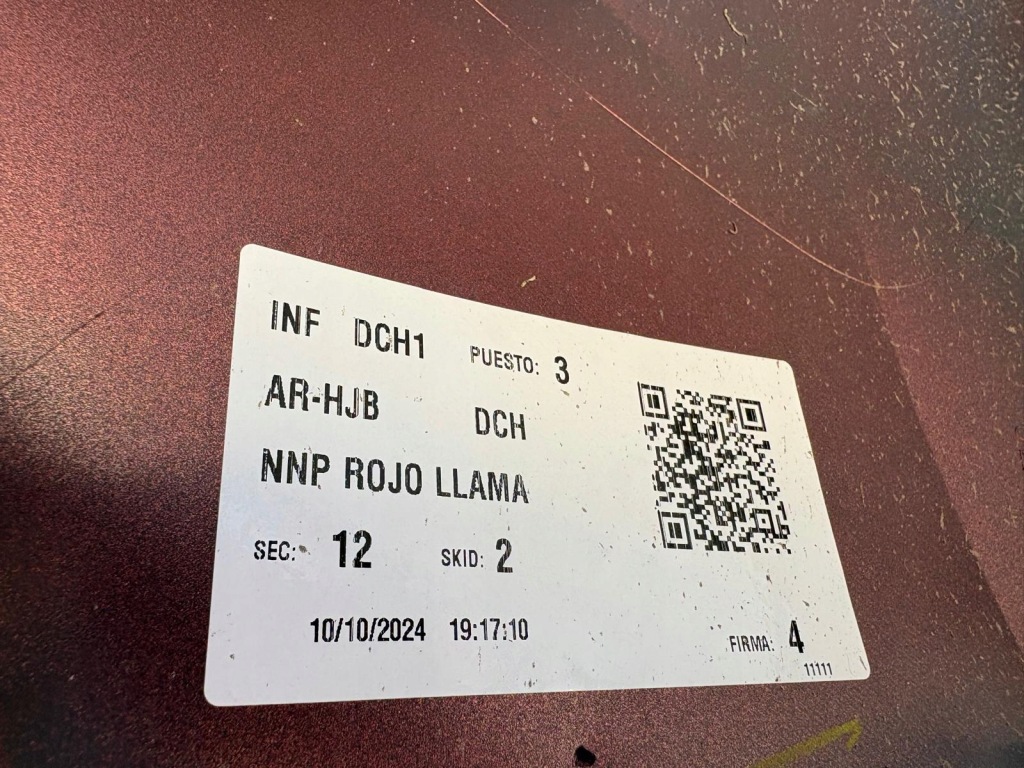 INF DCH1 PUESTO: 3
AR-HJB DCH
NNP ROJO LLAMA
SEC: 12 SKID: 2
10/10/2024 19:17:10
FIRMA: 4
11111